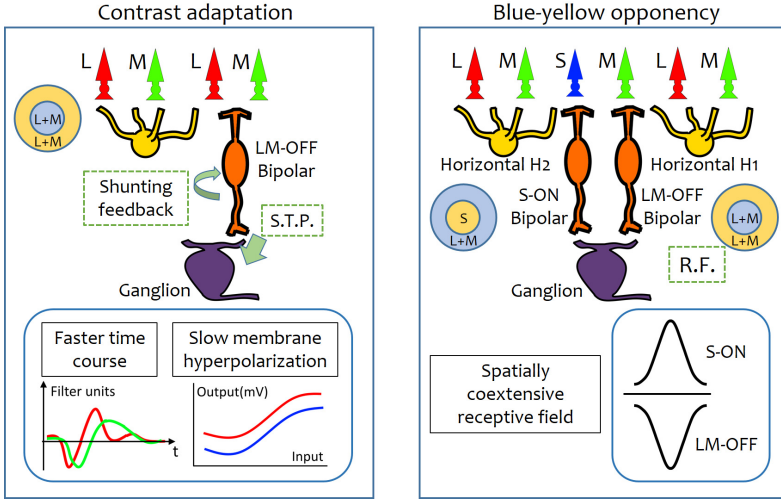 Contrast adaptation
L M L M
L+M
L+M
LM-OFF
Bipolar
Shunting
feedback
S.T.P.
Ganglion
Faster time
course
Filter units
t
Slow membrane
hyperpolarization
Output(mV)
Input
Blue-yellow opponency
L M S M L M
Horizontal H2
Horizontal H1
S-ON
Bipolar
LM-OFF
Bipolar
S
L+M
L+M
L+M
R.F.
Ganglion
Spatially
coextensive
receptive field
S-ON
LM-OFF